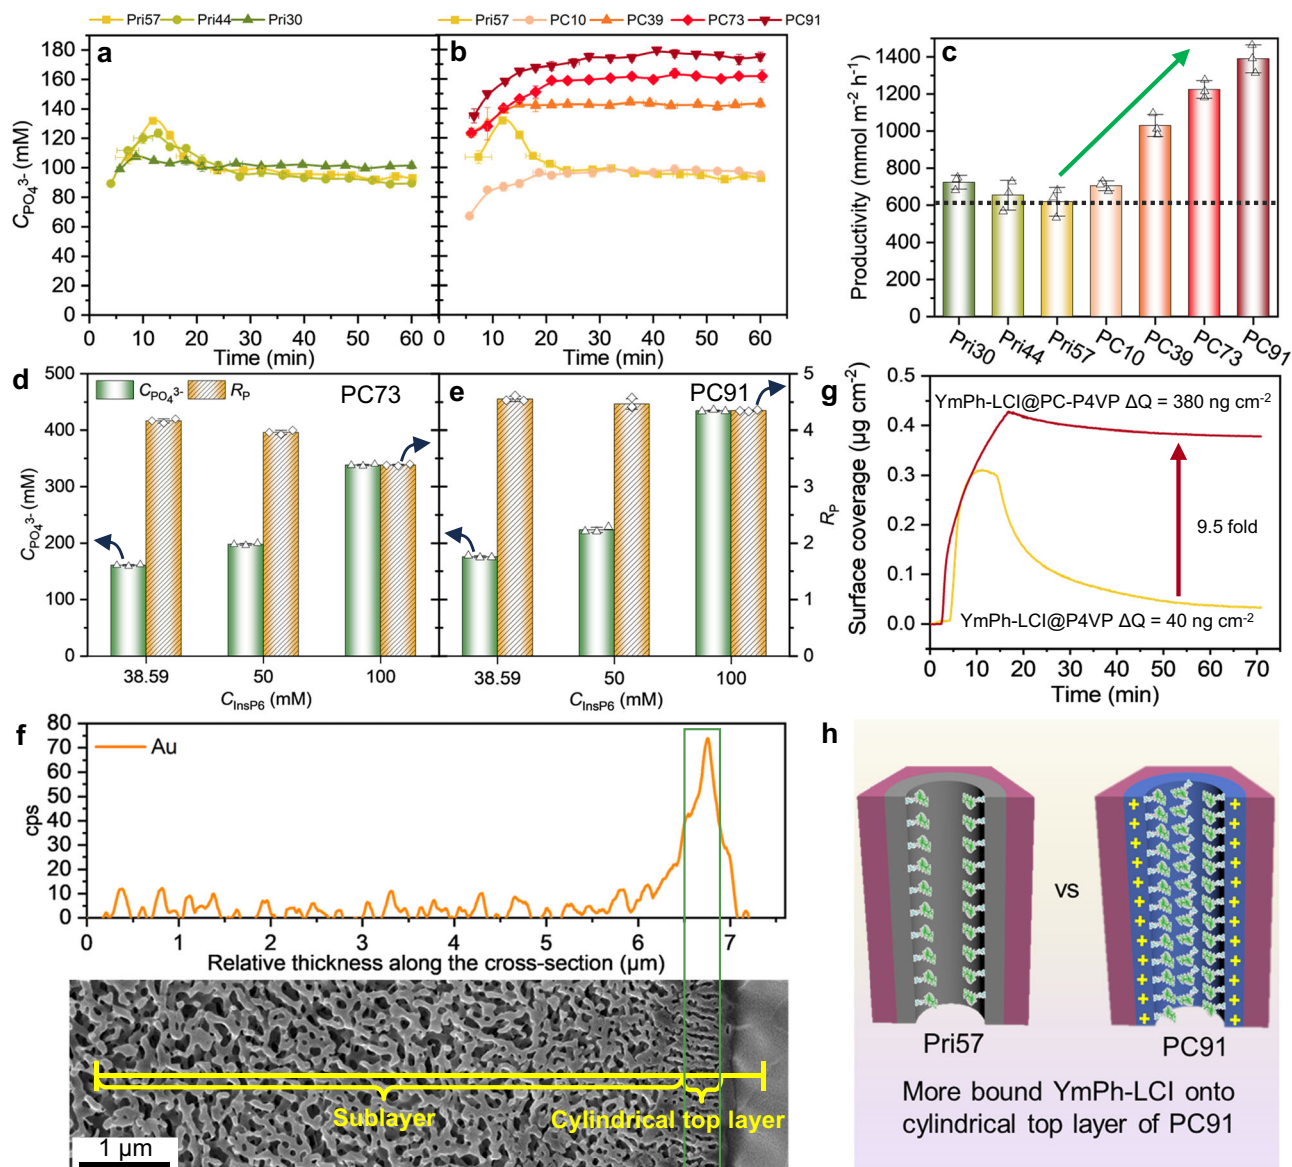 Pri57 Pri44 Pri30
Pri57 PC10 PC39 PC73 PC91
a
C_PO₄³⁻ (mM)
180
160
140
120
100
80
60
40
20
0
0 10 20 30 40 50 60
Time (min)
b
0 10 20 30 40 50 60
Time (min)
c
Productivity (mmol m⁻² h⁻¹)
1400
1200
1000
800
600
400
200
0
Pri30 Pri44 Pri57 PC10 PC39 PC73 PC91
d
C_PO₄³⁻ R_P PC73
C_PO₄³⁻ (mM)
500
400
300
200
100
0
38.59 50 100
C_InsP6 (mM)
e
PC91
5
4
3
2
1
0
R_P
38.59 50 100
C_InsP6 (mM)
g
Surface coverage (μg cm⁻²)
0.5
0.4
0.3
0.2
0.1
0.0
YmPh-LCI@PC-P4VP ΔQ = 380 ng cm⁻²
9.5 fold
YmPh-LCI@P4VP ΔQ = 40 ng cm⁻²
0 10 20 30 40 50 60 70
Time (min)
f
Au
cps
80
70
60
50
40
30
20
10
0
0 1 2 3 4 5 6 7
Relative thickness along the cross-section (μm)
Sublayer
Cylindrical top layer
1 μm
h
vs
Pri57 PC91
More bound YmPh-LCI onto
cylindrical top layer of PC91